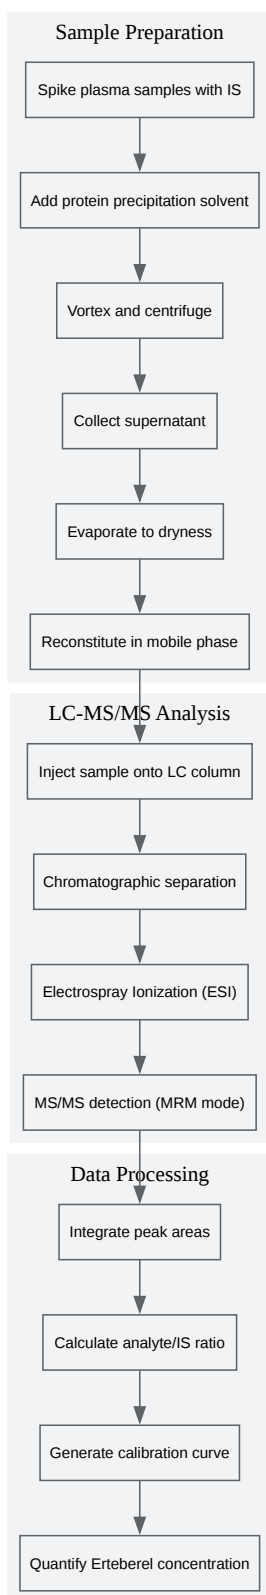 Sample Preparation
Spike plasma samples with IS
Add protein precipitation solvent
Vortex and centrifuge
Collect supernatant
Evaporate to dryness
Reconstitute in mobile phase
LC-MS/MS Analysis
Inject sample onto LC column
Chromatographic separation
Electrospray Ionization (ESI)
MS/MS detection (MRM mode)
Data Processing
Integrate peak areas
Calculate analyte/IS ratio
Generate calibration curve
Quantify Erteberel concentration